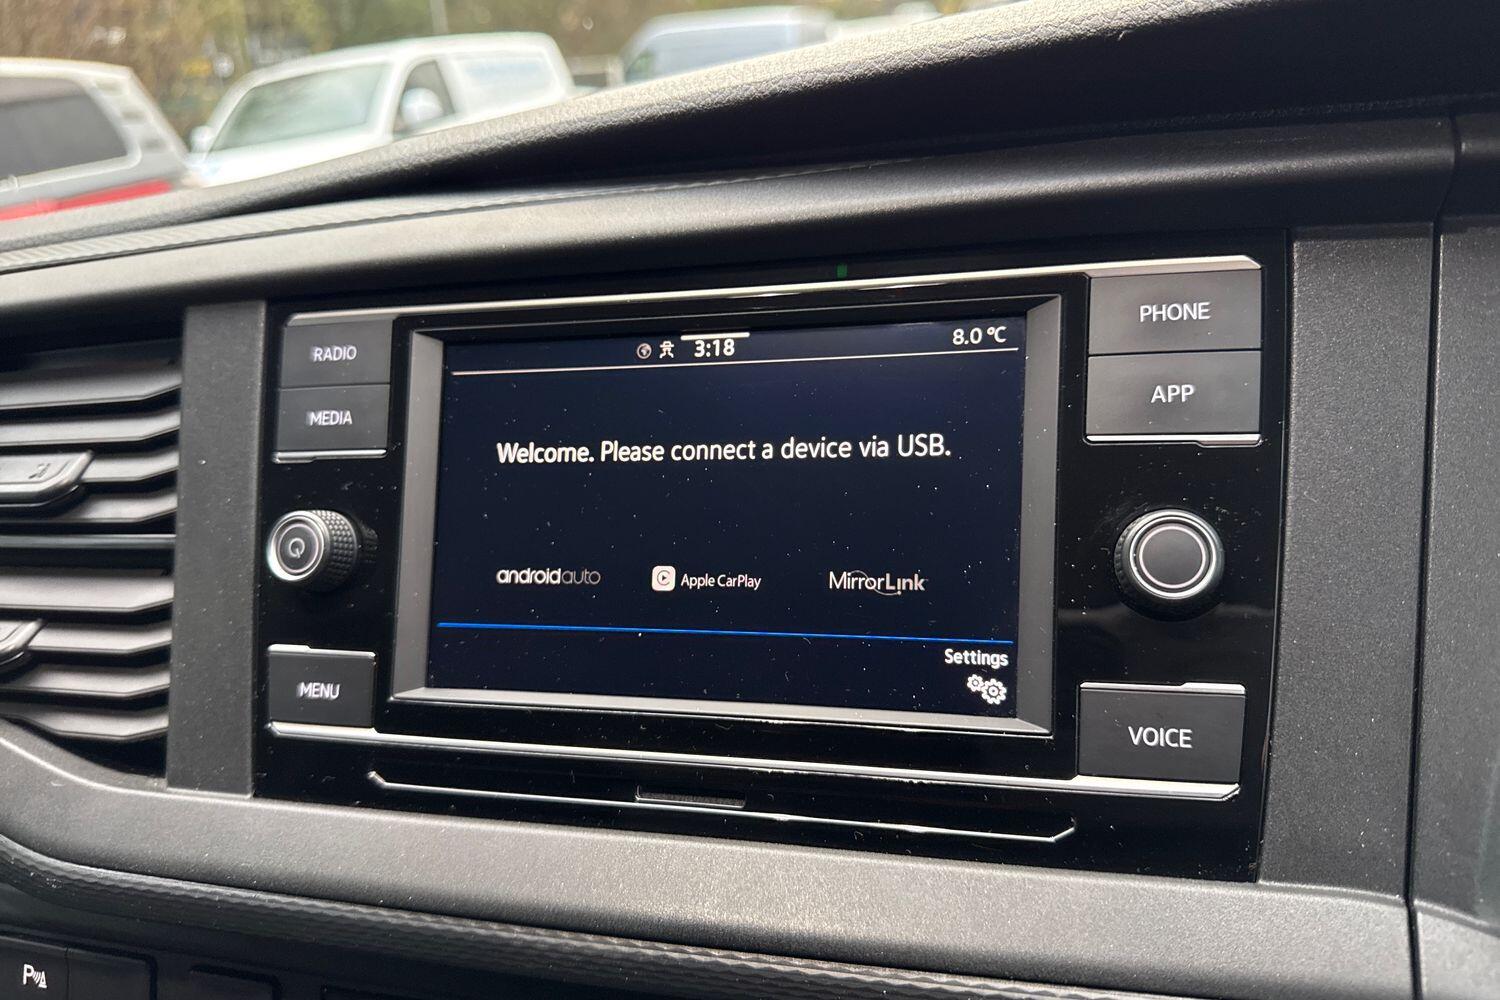 PHONE
RADIO
3:18
8.0 °C
APP
MEDIA
Welcome. Please connect a device via USB.
androidauto
Apple CarPlay
MirrorLink
Settings
MENU
VOICE
P